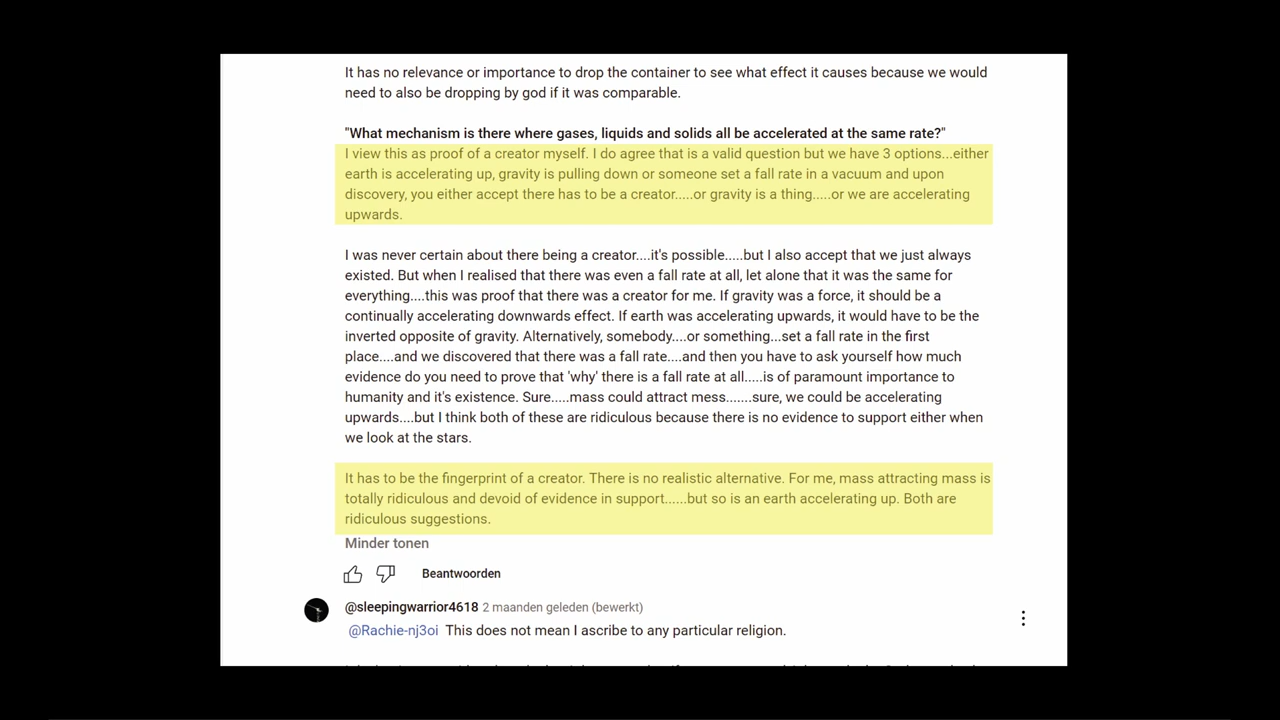 It has no relevance or importance to drop the container to see what effect it causes because we would
need to also be dropping by god if it was comparable.
"What mechanism is there where gases, liquids and solids all be accelerated at the same rate?"
I view this as proof of a creator myself. I do agree that is a valid question but we have 3 options...either
earth is accelerating up, gravity is pulling down or someone set a fall rate in a vacuum and upon
discovery, you either accept there has to be a creator.....or gravity is a thing.....or we are accelerating
upwards.
I was never certain about there being a creator....it's possible.....but I also accept that we just always
existed. But when I realised that there was even a fall rate at all, let alone that it was the same for
everything....this was proof that there was a creator for me. If gravity was a force, it should be a
continually accelerating downwards effect. If earth was accelerating upwards, it would have to be the
inverted opposite of gravity. Alternatively, somebody....or something...set a fall rate in the first
place....and we discovered that there was a fall rate....and then you have to ask yourself how much
evidence do you need to prove that 'why' there is a fall rate at all.....is of paramount importance to
humanity and it's existence. Sure.....mass could attract mess.......sure, we could be accelerating
upwards....but I think both of these are ridiculous because there is no evidence to support either when
we look at the stars.
It has to be the fingerprint of a creator. There is no realistic alternative. For me, mass attracting mass is
totally ridiculous and devoid of evidence in support......but so is an earth accelerating up. Both are
ridiculous suggestions.
Minder tonen
Beantwoorden
@sleepingwarrior4618 2 maanden geleden (bewerkt)
@Rachie-nj3oi This does not mean I ascribe to any particular religion.